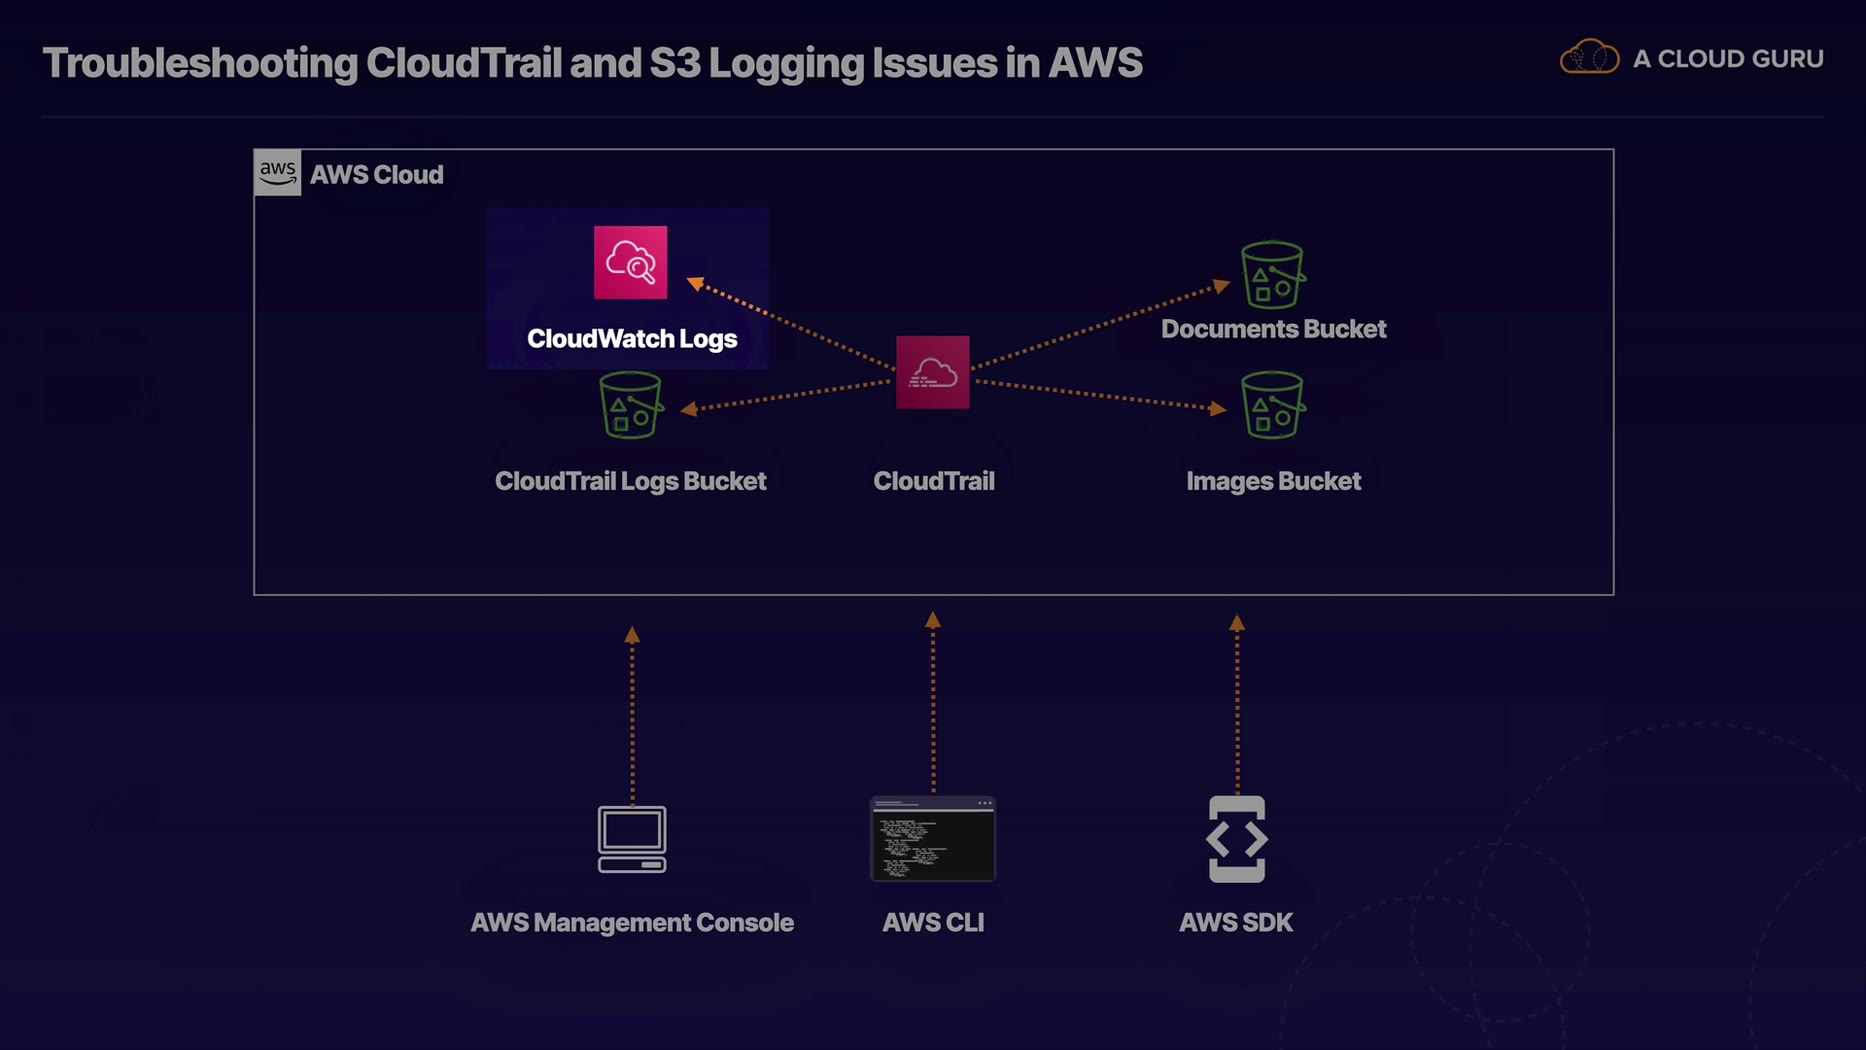 Troubleshooting CloudTrail and S3 Logging Issues in AWS
A CLOUD GURU
aws
AWS Cloud
CloudWatch Logs
Documents Bucket
CloudTrail Logs Bucket
CloudTrail
Images Bucket
AWS Management Console
AWS CLI
AWS SDK